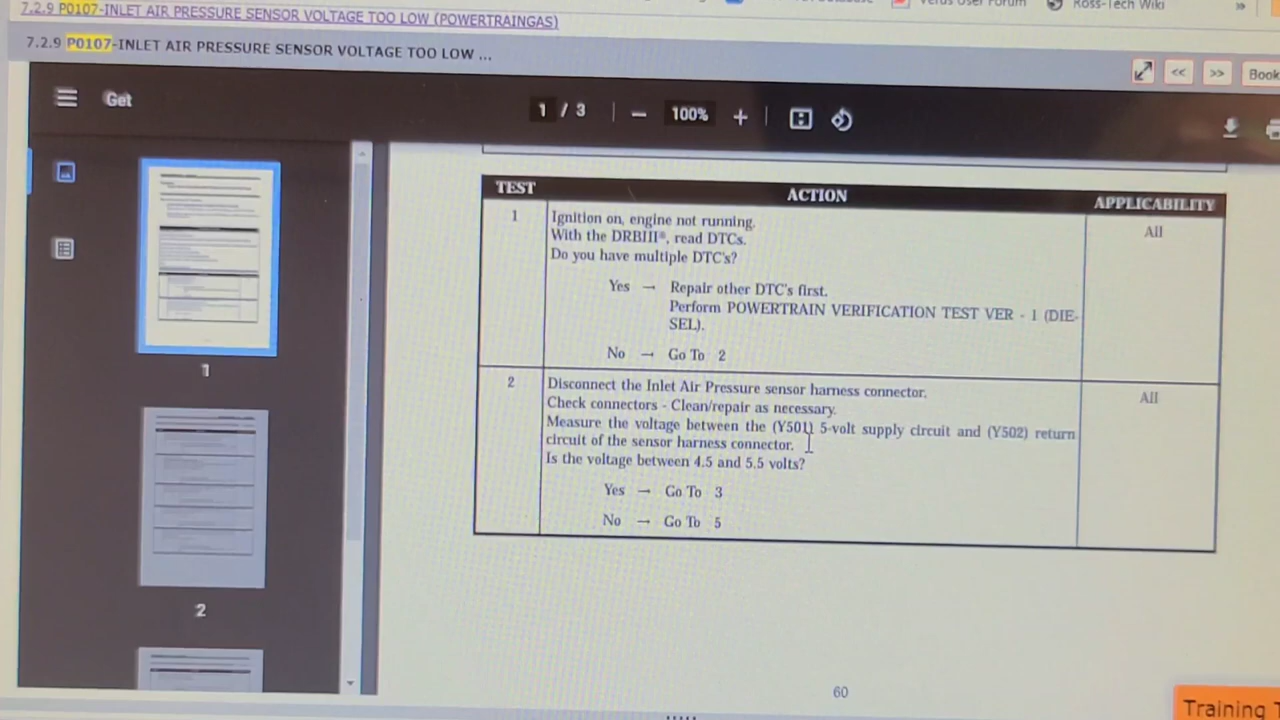 7.2.9 P0107-INLET AIR PRESSURE SENSOR VOLTAGE TOO LOW (POWERTRAINGAS)
User Forum
Ross-Tech Wiki
»
7.2.9 P0107-INLET AIR PRESSURE SENSOR VOLTAGE TOO LOW ...
<< >> Book
Get
1 / 3
100%
1
2
TEST ACTION APPLICABILITY
1 Ignition on, engine not running. All
With the DRBIII®, read DTCs.
Do you have multiple DTC's?
Yes → Repair other DTC's first.
Perform POWERTRAIN VERIFICATION TEST VER - 1 (DIE-
SEL).
No → Go To 2
2 Disconnect the Inlet Air Pressure sensor harness connector. All
Check connectors - Clean/repair as necessary.
Measure the voltage between the (Y501) 5-volt supply circuit and (Y502) return
circuit of the sensor harness connector.
Is the voltage between 4.5 and 5.5 volts?
Yes → Go To 3
No → Go To 5
60
Training